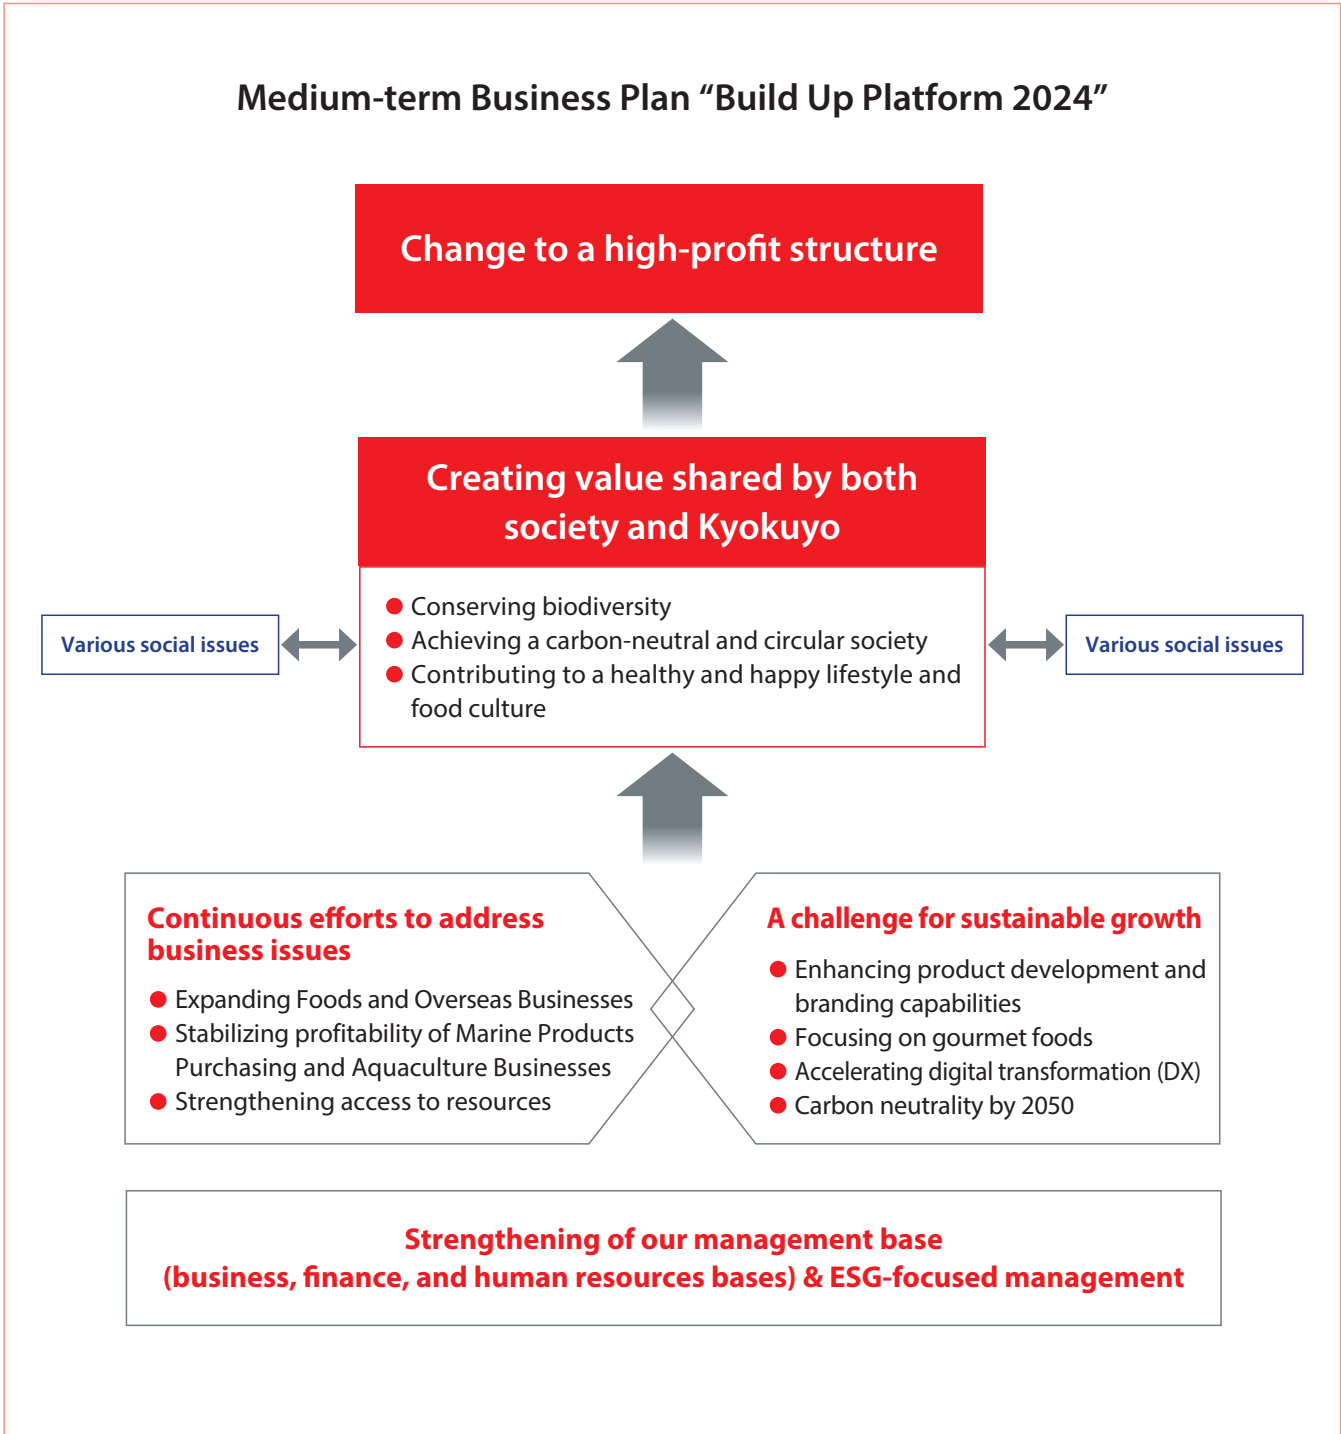 Medium-term Business Plan “Build Up Platform 2024”
Change to a high-profit structure
Creating value shared by both
society and Kyokuyo
● Conserving biodiversity
● Achieving a carbon-neutral and circular society
● Contributing to a healthy and happy lifestyle and
food culture
Various social issues
Various social issues
Continuous efforts to address
business issues
● Expanding Foods and Overseas Businesses
● Stabilizing profitability of Marine Products
Purchasing and Aquaculture Businesses
● Strengthening access to resources
A challenge for sustainable growth
● Enhancing product development and
branding capabilities
● Focusing on gourmet foods
● Accelerating digital transformation (DX)
● Carbon neutrality by 2050
Strengthening of our management base
(business, finance, and human resources bases) & ESG-focused management